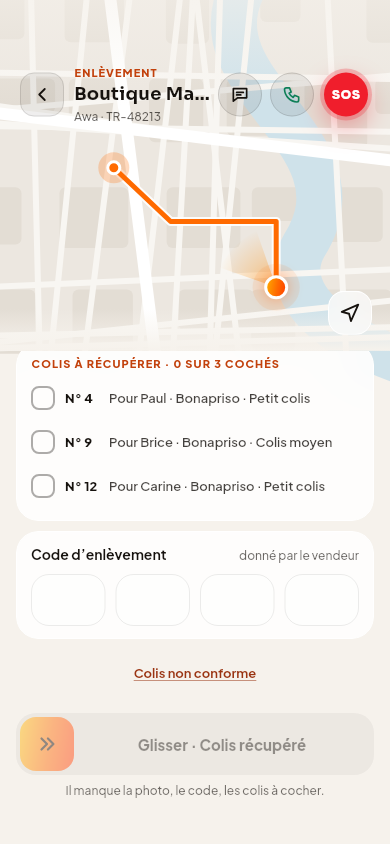 ENLÈVEMENT
Boutique Ma...
Awa · TR-48213
SOS
COLIS À RÉCUPÉRER · 0 SUR 3 COCHÉS
N° 4 Pour Paul · Bonapriso · Petit colis
N° 9 Pour Brice · Bonapriso · Colis moyen
N° 12 Pour Carine · Bonapriso · Petit colis
Code d’enlèvement donné par le vendeur
Colis non conforme
Glisser · Colis récupéré
Il manque la photo, le code, les colis à cocher.